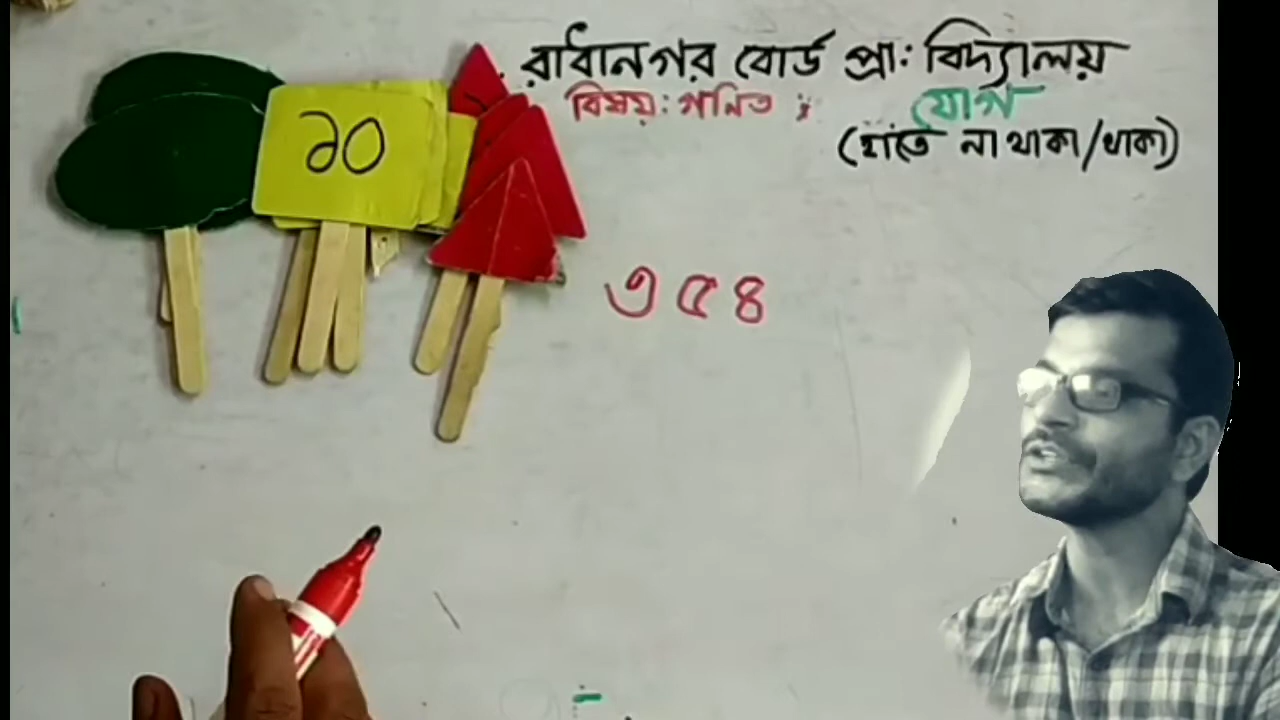 রাধানগর বোর্ড প্রাঃ বিদ্যালয়
বিষয়: গনিত : যোগ
(হাতে না থাকা/থাকা)
১০
৩৫৪